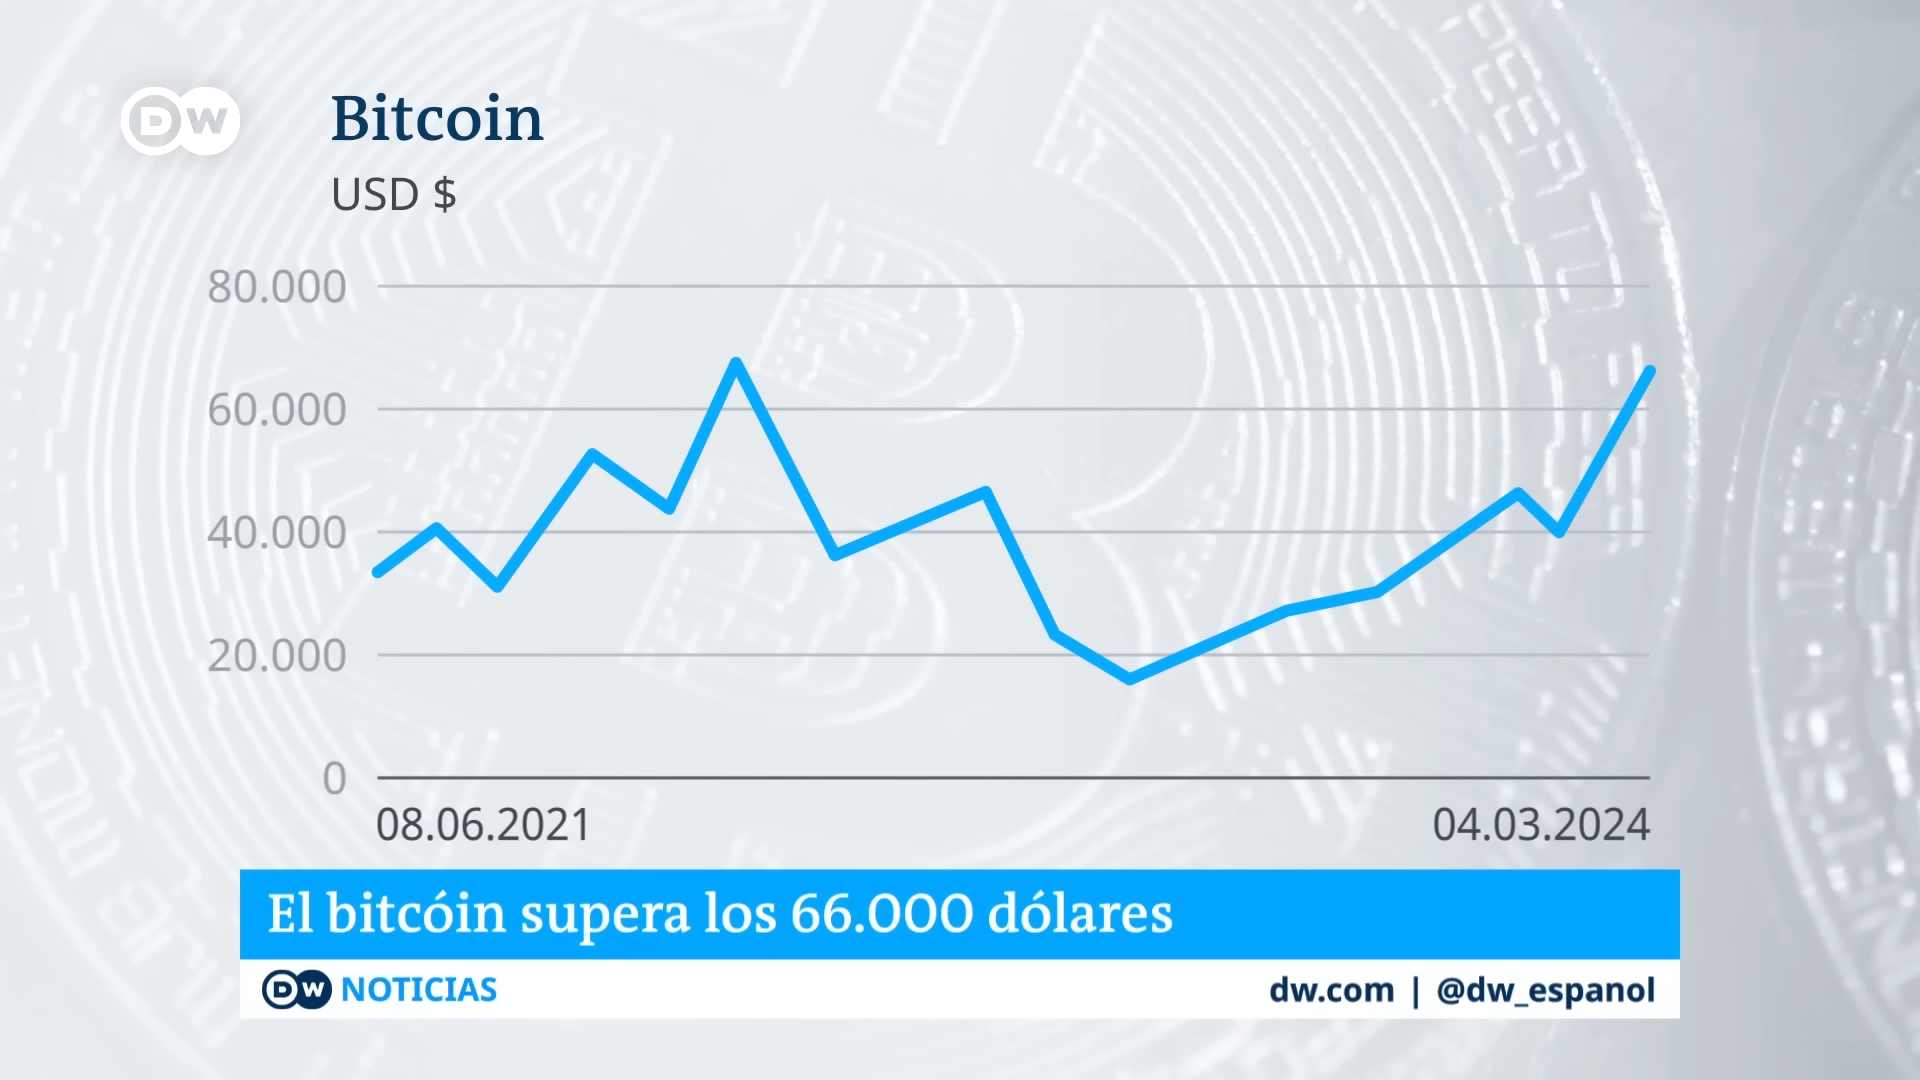 DW
Bitcoin
USD $
80.000
60.000
40.000
20.000
0
08.06.2021
04.03.2024
El bitcóin supera los 66.000 dólares
DW NOTICIAS
dw.com | @dw_espanol